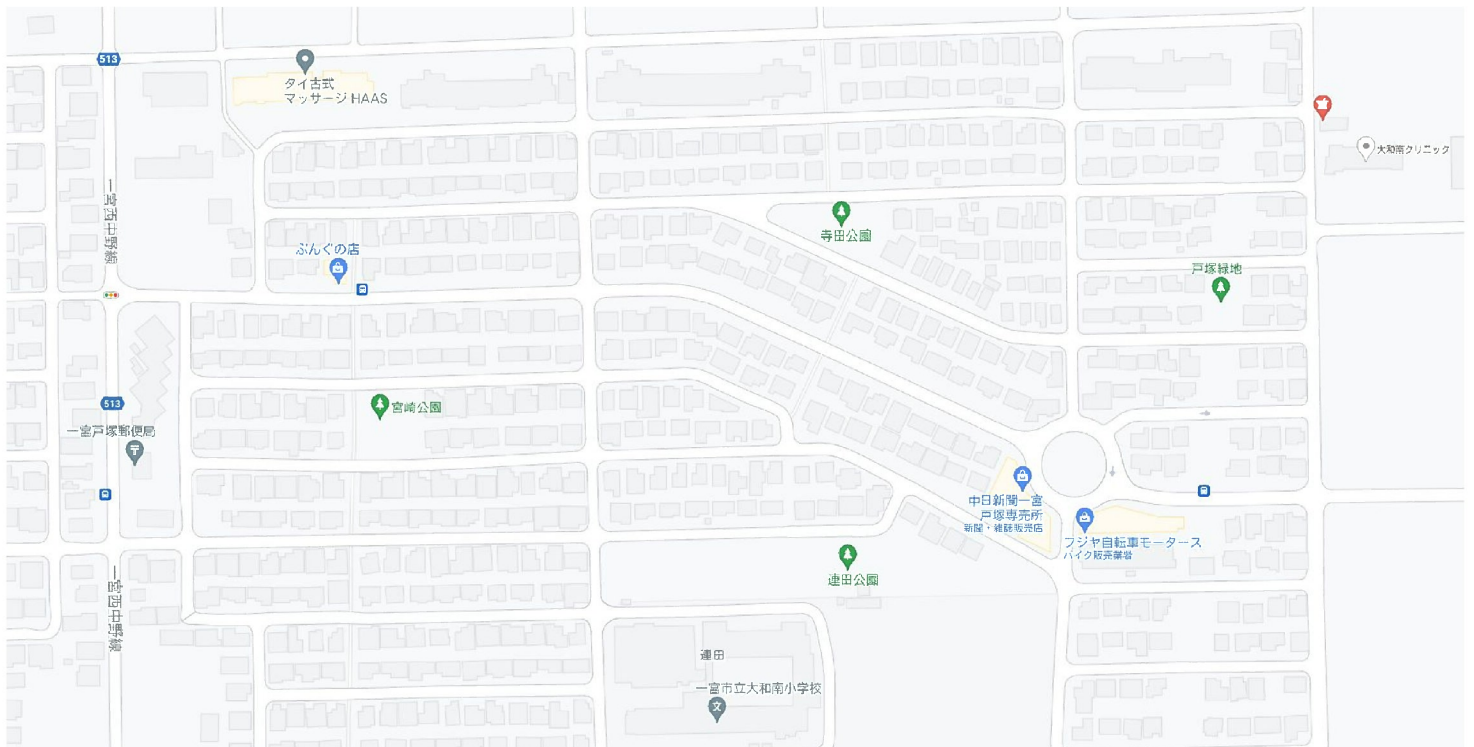 513
タイ古式
マッサージ HAAS
大和南クリニック
一宮西中野線
寺田公園
ぶんぐの店
戸塚緑地
513
宮崎公園
一宮戸塚郵便局
中日新聞一宮
戸塚専売所
新聞・雑誌販売店
フジヤ自転車モータース
バイク販売業者
連田公園
一宮西中野線
連田
一宮市立大和南小学校
文